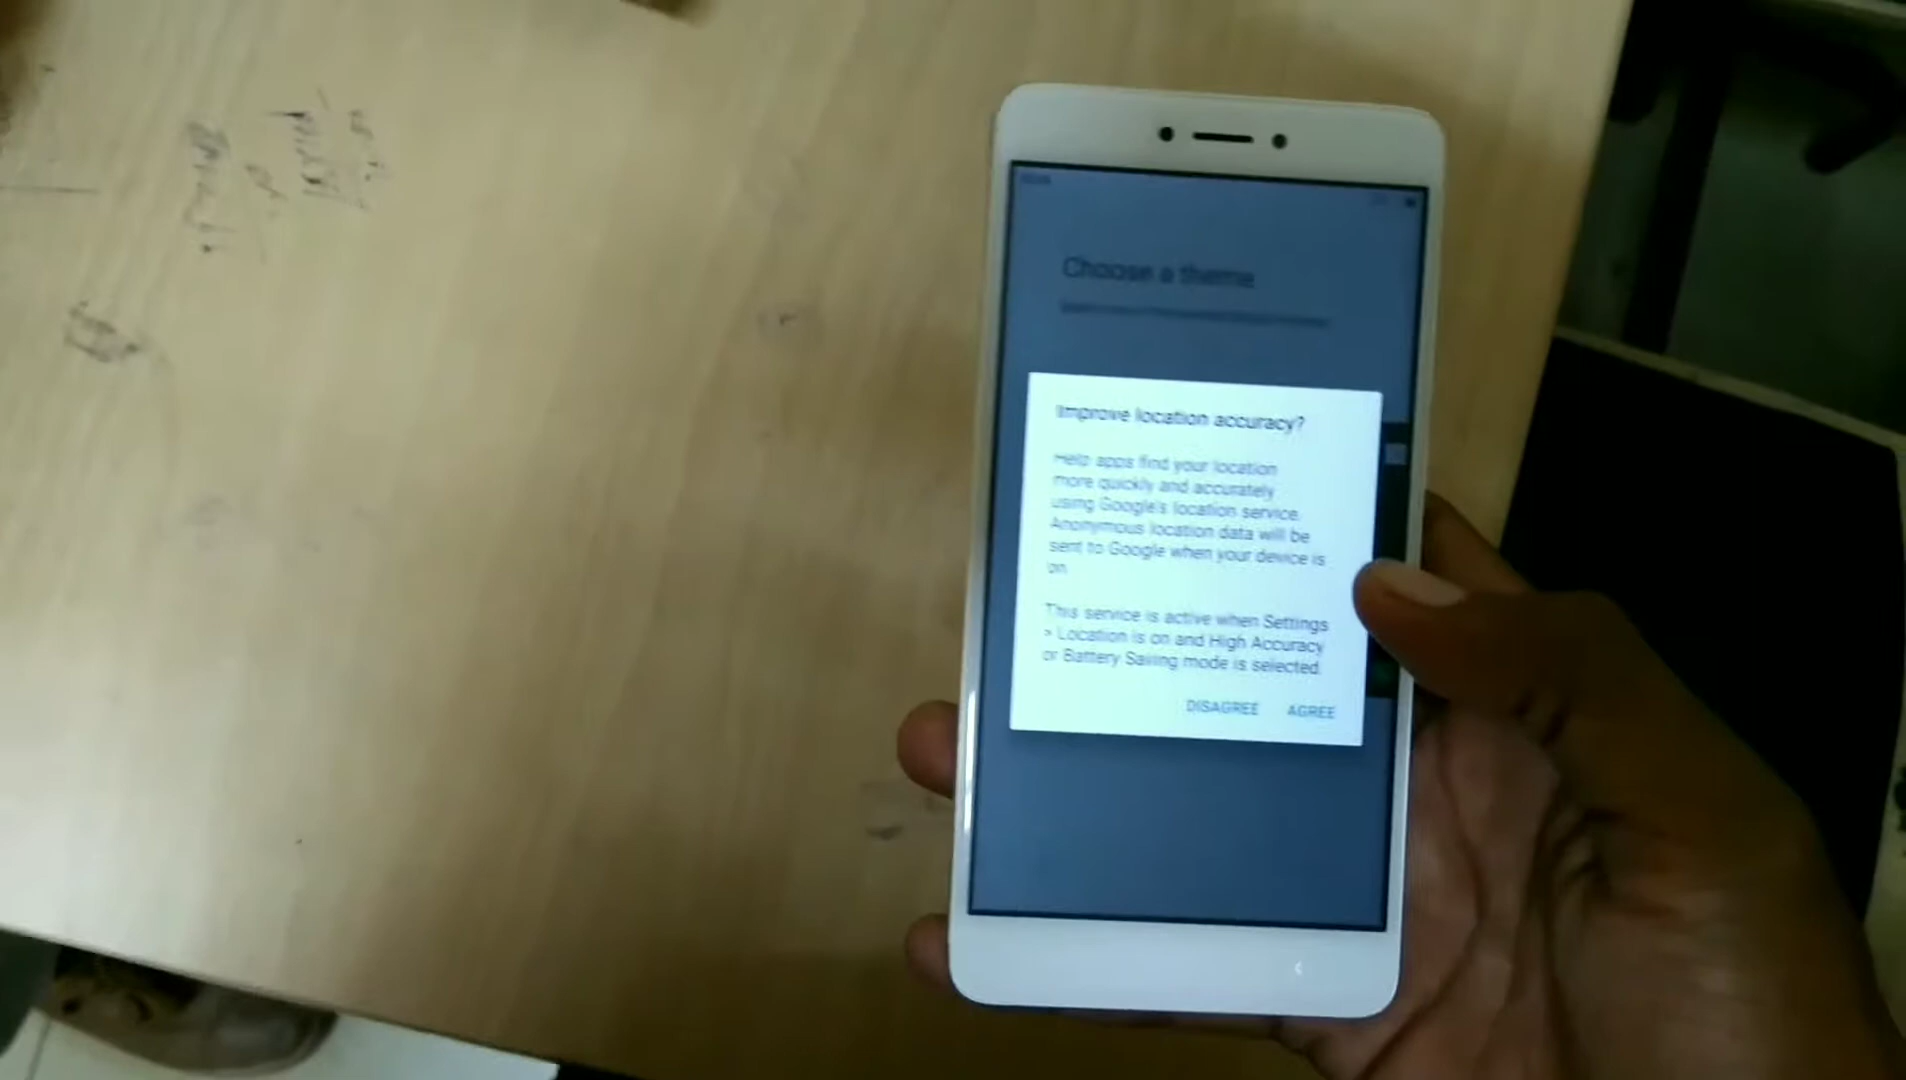 Choose a theme
Improve location accuracy?
Help apps find your location
more quickly and accurately
using Google's location service.
Anonymous location data will be
sent to Google when your device is
on.
This service is active when Settings
> Location is on and High Accuracy
or Battery Saving mode is selected.
DISAGREE AGREE